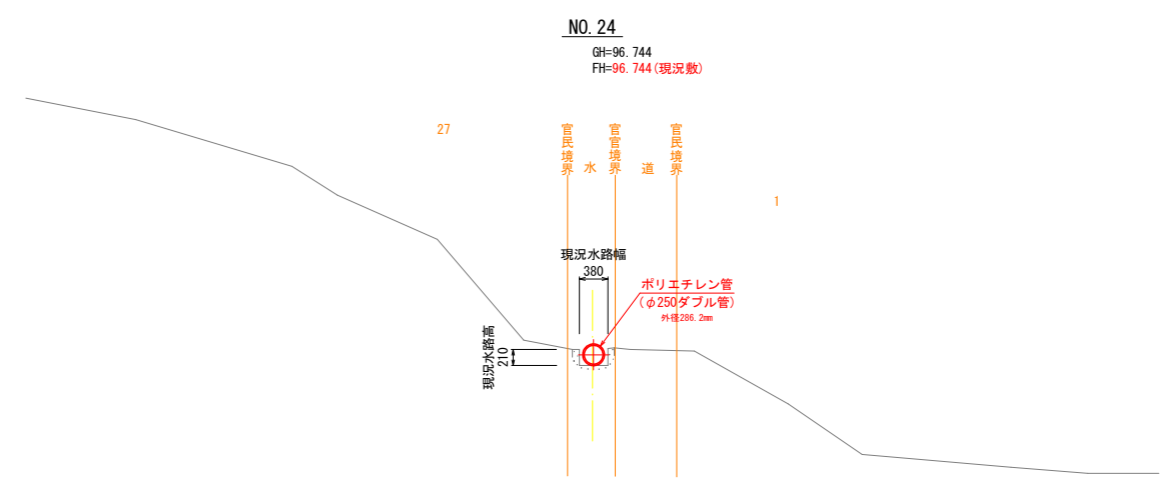 NO. 24
GH=96. 744
FH=96. 744(現況敷)
27
官民境界
水
官官境界
道
官民境界
1
現況水路幅
380
ポリエチレン管
(φ250ダブル管)
外径286. 2mm
現況水路高
210